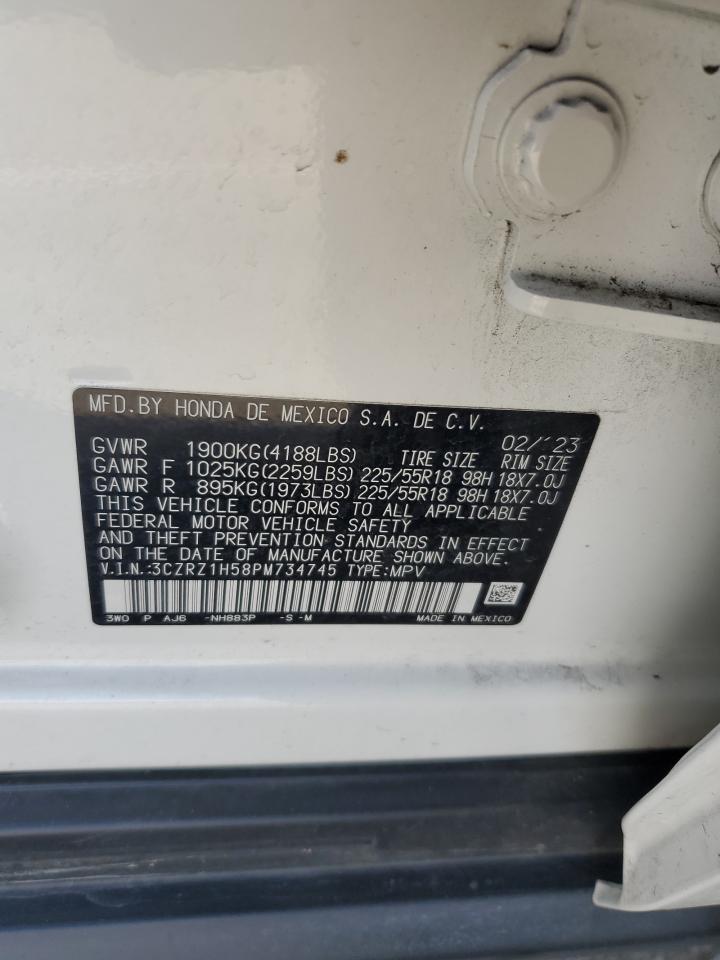 MFD.BY HONDA DE MEXICO S.A. DE C.V.
02/'23
GVWR 1900KG(4188LBS) TIRE SIZE RIM SIZE
GAWR F 1025KG(2259LBS) 225/55R18 98H 18X7.0J
GAWR R 895KG(1973LBS) 225/55R18 98H 18X7.0J
THIS VEHICLE CONFORMS TO ALL APPLICABLE
FEDERAL MOTOR VEHICLE SAFETY
AND THEFT PREVENTION STANDARDS IN EFFECT
ON THE DATE OF MANUFACTURE SHOWN ABOVE.
V.I.N.:3CZRZ1H58PM734745 TYPE:MPV
3W0 P AJ6 -NH883P -S -M MADE IN MEXICO